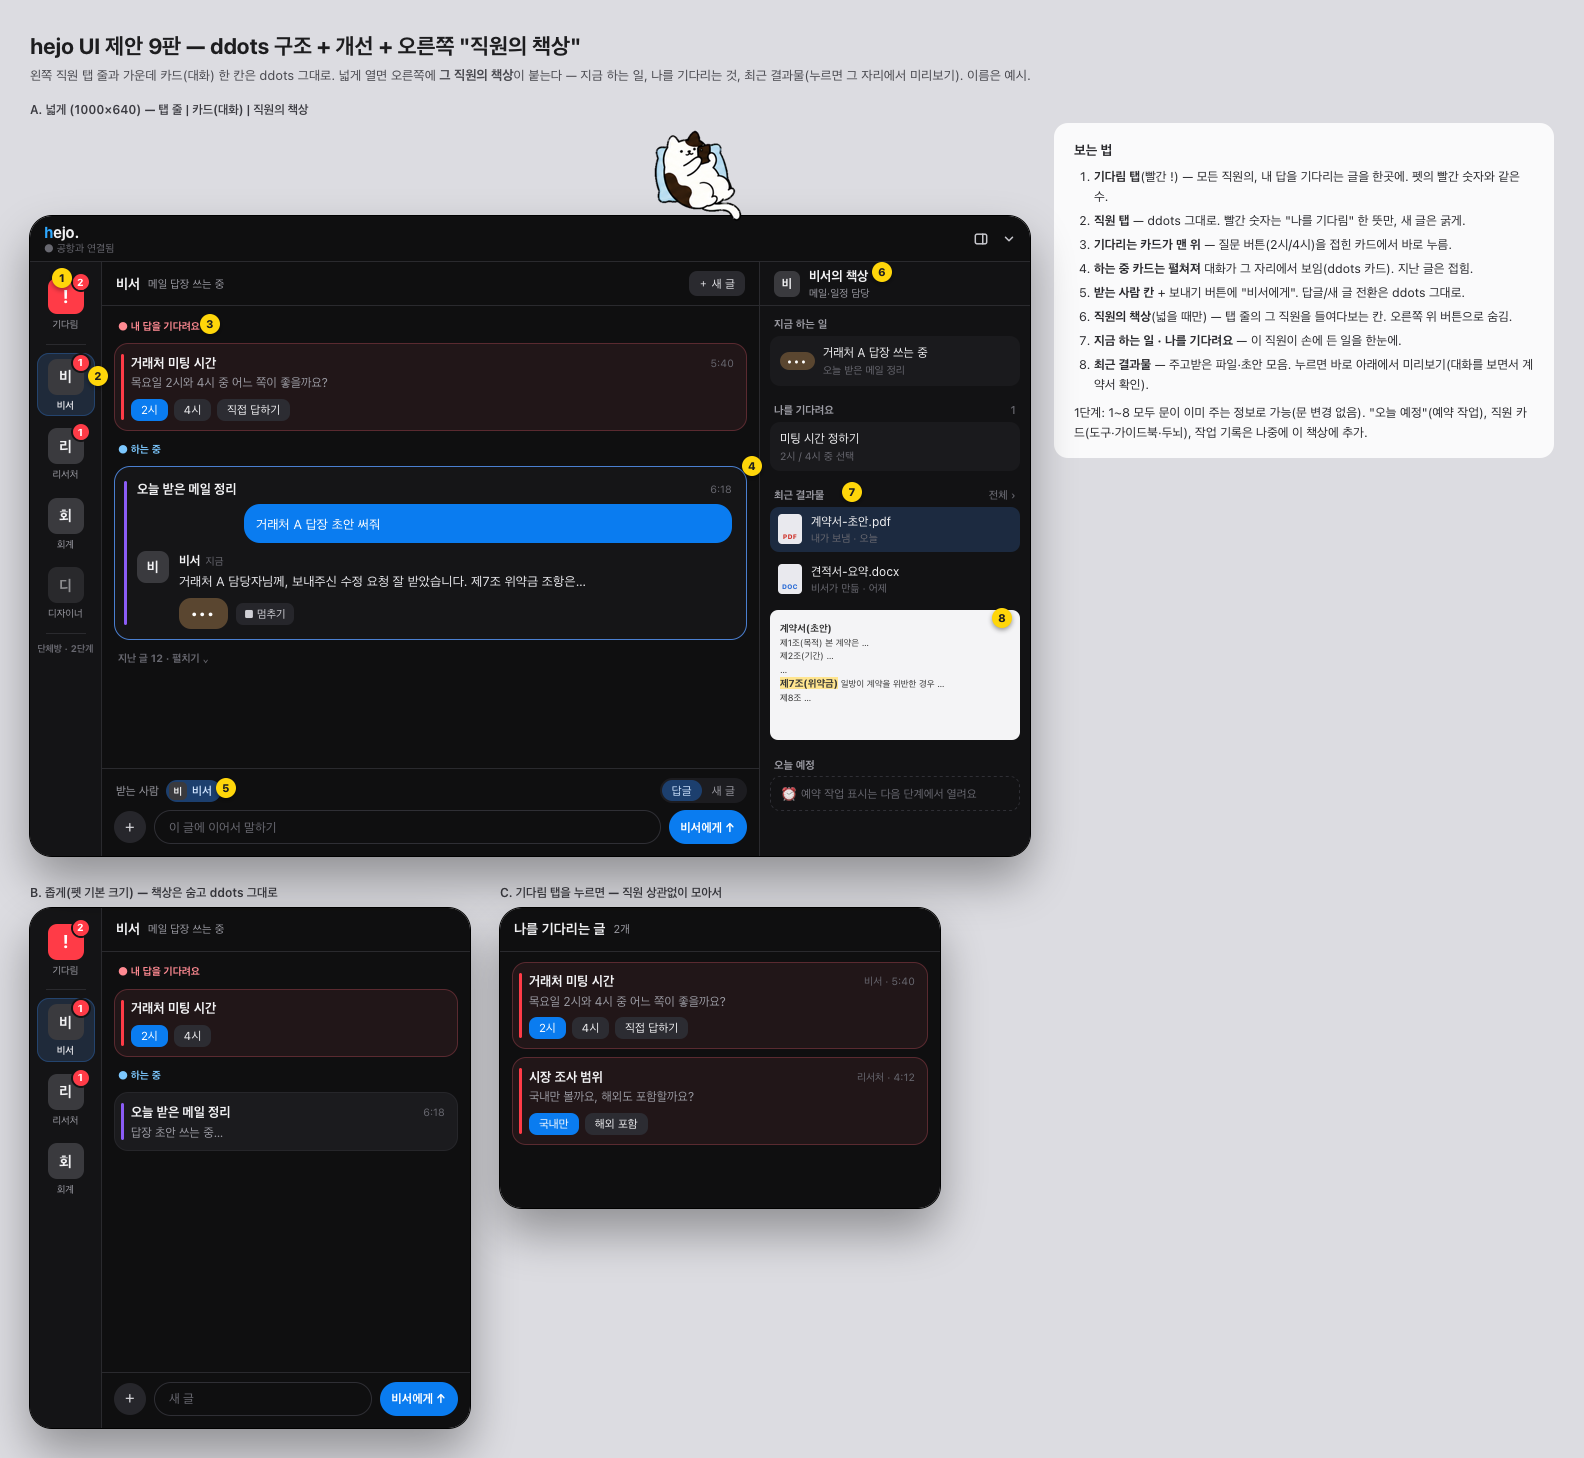 hejo UI 제안 9판 — ddots 구조 + 개선 + 오른쪽 "직원의 책상"
왼쪽 직원 탭 줄과 가운데 카드(대화) 한 칸은 ddots 그대로. 넓게 열면 오른쪽에 그 직원의 책상이 붙는다 — 지금 하는 일, 나를 기다리는 것, 최근 결과물(누르면 그 자리에서 미리보기). 이름은 예시.
A. 넓게 (1000×640) — 탭 줄 | 카드(대화) | 직원의 책상
hejo.
공항과 연결됨
1
2
!
기다림
1
비
2
비서
1
리
리서처
회
회계
디
디자이너
단체방 · 2단계
비서 메일 답장 쓰는 중
+ 새 글
내 답을 기다려요
3
거래처 미팅 시간
5:40
목요일 2시와 4시 중 어느 쪽이 좋을까요?
2시
4시
직접 답하기
하는 중
4
오늘 받은 메일 정리
6:18
거래처 A 답장 초안 써줘
비
비서 지금
거래처 A 담당자님께, 보내주신 수정 요청 잘 받았습니다. 제7조 위약금 조항은...
멈추기
지난 글 12 · 펼치기 ⌄
받는 사람
비 비서
5
답글
새 글
+
이 글에 이어서 말하기
비서에게 ↑
비
비서의 책상
6
메일·일정 담당
지금 하는 일
거래처 A 답장 쓰는 중
오늘 받은 메일 정리
나를 기다려요
1
미팅 시간 정하기
2시 / 4시 중 선택
최근 결과물
7
전체 ›
PDF
계약서-초안.pdf
내가 보냄 · 오늘
DOC
견적서-요약.docx
비서가 만듦 · 어제
8
계약서(초안)
제1조(목적) 본 계약은 ...
제2조(기간) ...
...
제7조(위약금) 일방이 계약을 위반한 경우 ...
제8조 ...
오늘 예정
⏰ 예약 작업 표시는 다음 단계에서 열려요
보는 법
1. 기다림 탭(빨간 !) — 모든 직원의, 내 답을 기다리는 글을 한곳에. 펫의 빨간 숫자와 같은
수.
2. 직원 탭 — ddots 그대로. 빨간 숫자는 "나를 기다림" 한 뜻만, 새 글은 굵게.
3. 기다리는 카드가 맨 위 — 질문 버튼(2시/4시)을 접힌 카드에서 바로 누름.
4. 하는 중 카드는 펼쳐져 대화가 그 자리에서 보임(ddots 카드). 지난 글은 접힘.
5. 받는 사람 칸 + 보내기 버튼에 "비서에게". 답글/새 글 전환은 ddots 그대로.
6. 직원의 책상(넓을 때만) — 탭 줄의 그 직원을 들여다보는 칸. 오른쪽 위 버튼으로 숨김.
7. 지금 하는 일 · 나를 기다려요 — 이 직원이 손에 든 일을 한눈에.
8. 최근 결과물 — 주고받은 파일·초안 모음. 누르면 바로 아래에서 미리보기(대화를 보면서 계
약서 확인).
1단계: 1~8 모두 문이 이미 주는 정보로 가능(문 변경 없음). "오늘 예정"(예약 작업), 직원 카
드(도구·가이드북·두뇌), 작업 기록은 나중에 이 책상에 추가.
B. 좁게(펫 기본 크기) — 책상은 숨고 ddots 그대로
2
!
기다림
1
비
비서
1
리
리서처
회
회계
비서 메일 답장 쓰는 중
내 답을 기다려요
거래처 미팅 시간
2시
4시
하는 중
오늘 받은 메일 정리
6:18
답장 초안 쓰는 중...
+
새 글
비서에게 ↑
C. 기다림 탭을 누르면 — 직원 상관없이 모아서
나를 기다리는 글 2개
거래처 미팅 시간
비서 · 5:40
목요일 2시와 4시 중 어느 쪽이 좋을까요?
2시
4시
직접 답하기
시장 조사 범위
리서처 · 4:12
국내만 볼까요, 해외도 포함할까요?
국내만
해외 포함